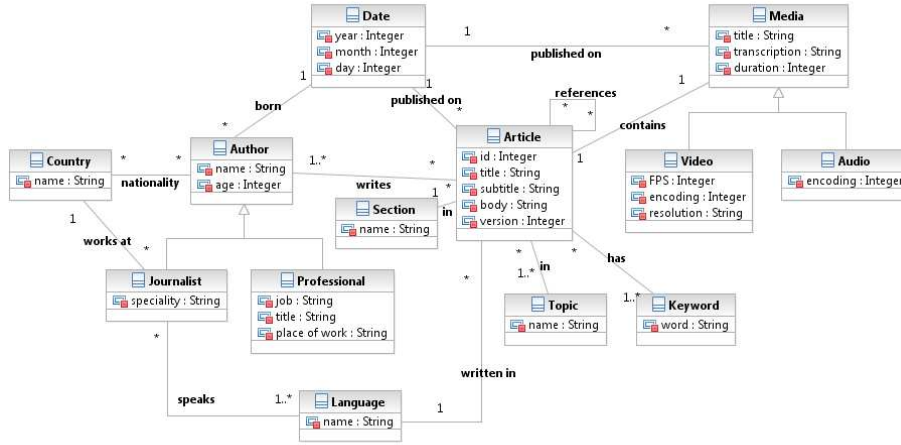 Date
year : Integer
month : Integer
day : Integer
Media
title : String
transcription : String
duration : Integer
1
*
published on
1
1
published on
*
references
*
*
1
contains
1
born
*
Country
name : String
*
*
nationality
Author
name : String
age : Integer
1..*
*
writes
Article
id : Integer
title : String
subtitle : String
body : String
version : Integer
Video
FPS : Integer
encoding : Integer
resolution : String
Audio
encoding : Integer
1
*
in
Section
name : String
1
works at
*
Journalist
speciality : String
Professional
job : String
title : String
place of work : String
*
in
1..*
*
has
1..*
Topic
name : String
Keyword
word : String
*
*
written in
speaks
1..*
Language
name : String
1